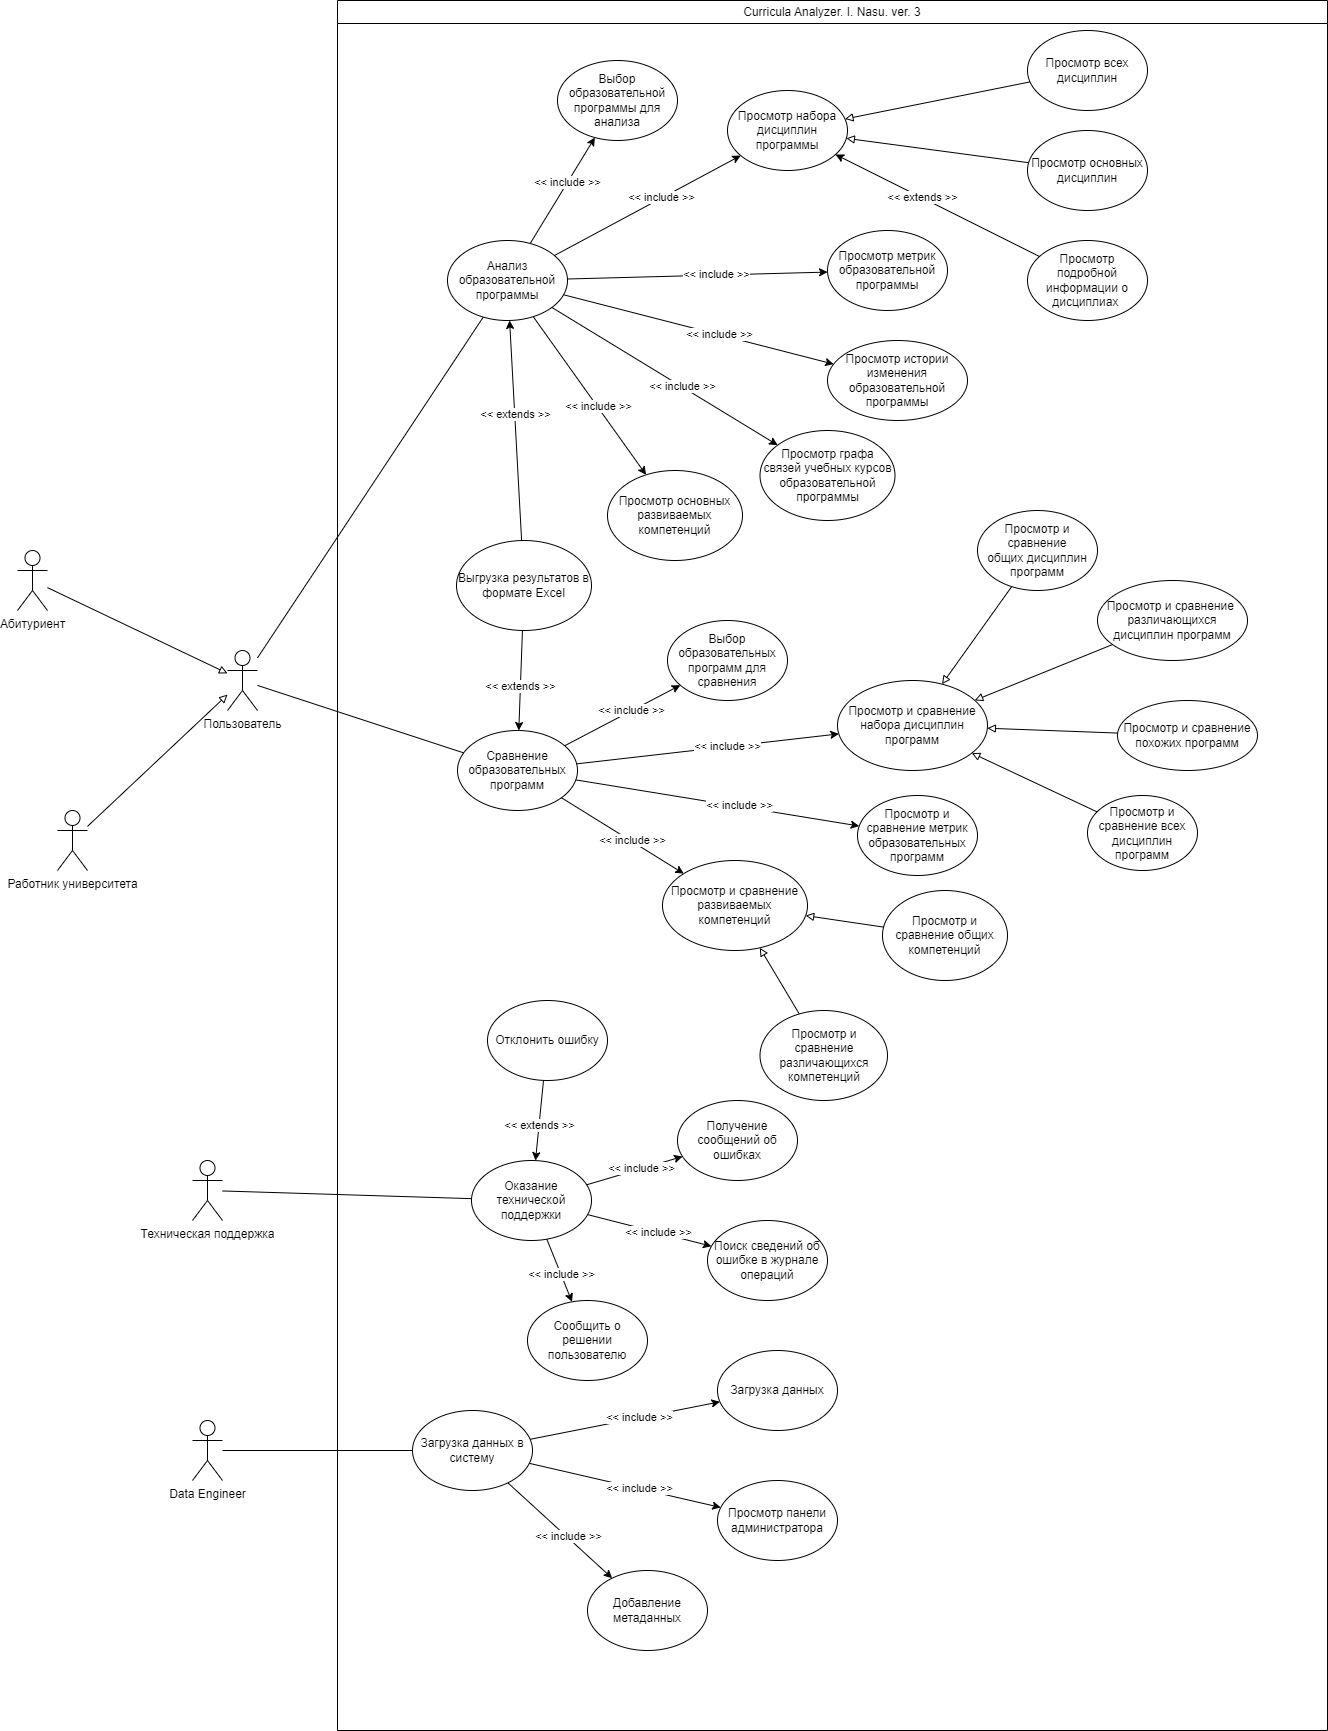 Curricula Analyzer. I. Nasu. ver. 3
Просмотр всех
дисциплин
Выбор
образовательной
программы для
анализа
Просмотр набора
дисциплин
программы
Просмотр основных
дисциплин
<< include >>
<< include >>
<< extends >>
Анализ
образовательной
программы
<< include >>
Просмотр метрик
образовательной
программы
Просмотр
подробной
информации о
дисциплиах
<< include >>
Просмотр истории
изменения
образовательной
программы
<< include >>
<< extends >>
<< include >>
Просмотр графа
связей учебных курсов
образовательной
программы
Просмотр основных
развиваемых
компетенций
Просмотр и
сравнение
общих дисциплин
программ
Абитуриент
Выгрузка результатов в
формате Excel
Просмотр и сравнение
различающихся
дисциплин программ
Выбор
образовательных
программ для
сравнения
<< extends >>
<< include >>
Пользователь
Просмотр и сравнение
набора дисциплин
программ
Просмотр и сравнение
похожих программ
<< include >>
Сравнение
образовательных
программ
<< include >>
Просмотр и
сравнение метрик
образовательных
программ
Просмотр и
сравнение всех
дисциплин
программ
<< include >>
Работник университета
Просмотр и сравнение
развиваемых
компетенций
Просмотр и
сравнение общих
компетенций
Отклонить ошибку
Просмотр и
сравнение
различающихся
компетенций
<< extends >>
Получение
сообщений об
ошибках
<< include >>
Оказание
технической
поддержки
Техническая поддержка
<< include >>
Поиск сведений об
ошибке в журнале
операций
<< include >>
Сообщить о
решении
пользователю
Загрузка данных
<< include >>
Загрузка данных в
систему
Data Engineer
<< include >>
Просмотр панели
администратора
<< include >>
Добавление
метаданных